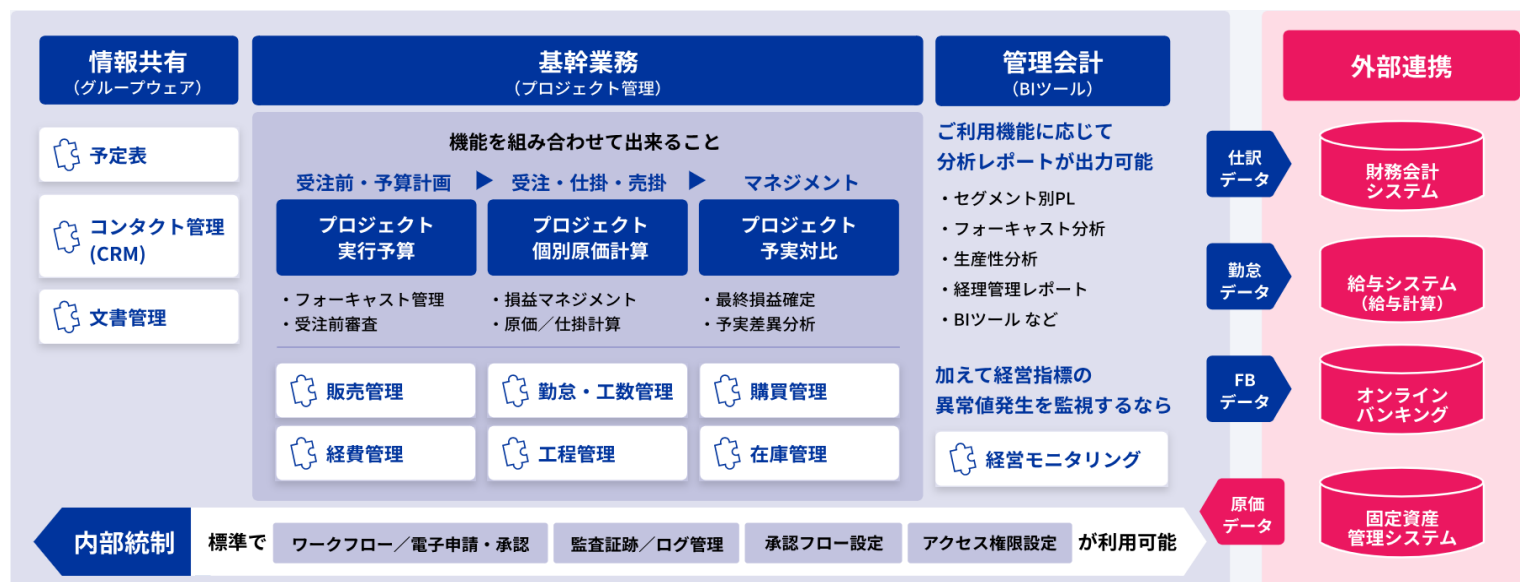 情報共有
(グループウェア)
予定表
コンタクト管理
(CRM)
文書管理
基幹業務
(プロジェクト管理)
機能を組み合わせて出来ること
受注前・予算計画
プロジェクト
実行予算
・フォーキャスト管理
・受注前審査
受注・仕掛・売掛
プロジェクト
個別原価計算
・損益マネジメント
・原価／仕掛計算
マネジメント
プロジェクト
予実対比
・最終損益確定
・予実差異分析
販売管理
勤怠・工数管理
購買管理
経費管理
工程管理
在庫管理
管理会計
(BIツール)
ご利用機能に応じて
分析レポートが出力可能
・セグメント別PL
・フォーキャスト分析
・生産性分析
・経理管理レポート
・BIツール など
加えて経営指標の
異常値発生を監視するなら
経営モニタリング
外部連携
仕訳
データ
財務会計
システム
勤怠
データ
給与システム
(給与計算)
FB
データ
オンライン
バンキング
原価
データ
固定資産
管理システム
内部統制
標準で
ワークフロー／電子申請・承認
監査証跡／ログ管理
承認フロー設定
アクセス権限設定
が利用可能